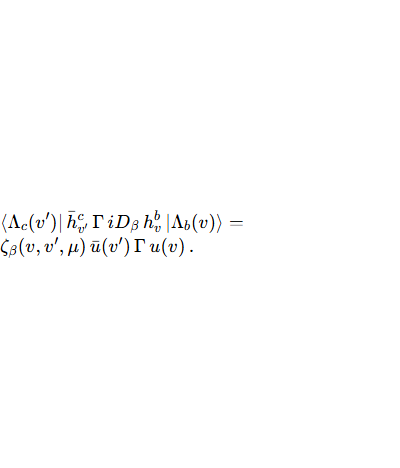 ⟨Λ_c(v′)| h̄^c_{v′} Γ iD_β h^b_v |Λ_b(v)⟩ =
ζ_β(v, v′, μ) ū(v′) Γ u(v) .